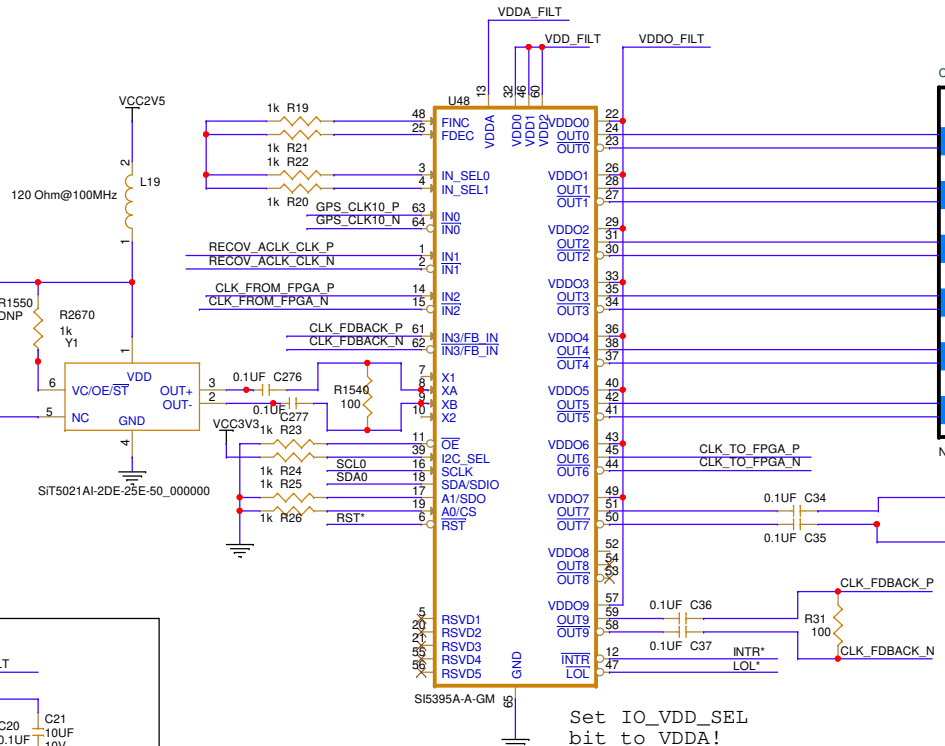 VDDA_FILT
VDD_FILT
VDDO_FILT
VCC2V5
2
L19
120 Ohm@100MHz
1
R1550
DNP
R2670
1k
Y1
1
VDD
6 VC/OE/ST OUT+ 3
OUT- 2
5 NC
GND
4
SiT5021AI-2DE-25E-50_000000
1k R19
1k R21
1k R22
1k R20
GPS_CLK10_P
GPS_CLK10_N
RECOV_ACLK_CLK_P
RECOV_ACLK_CLK_N
CLK_FROM_FPGA_P
CLK_FROM_FPGA_N
CLK_FDBACK_P
CLK_FDBACK_N
0.1UF C276
0.1UF
C277
R1540
100
VCC3V3
1k R23
1k R24
SCL0
1k R25
SDA0
1k R26
RST*
U48
13 VDDA
32 VDD0
46 VDD1
60 VDD2
48 FINC
25 FDEC
3 IN_SEL0
4 IN_SEL1
63 IN0
64 IN0
1 IN1
2 IN1
14 IN2
15 IN2
61 IN3/FB_IN
62 IN3/FB_IN
7 X1
8 XA
9 XB
10 X2
11 OE
39 I2C_SEL
16 SCLK
18 SDA/SDIO
17 A1/SDO
19 A0/CS
6 RST
5 RSVD1
20 RSVD2
21 RSVD3
55 RSVD4
56 RSVD5
VDDO0 22
OUT0 24
OUT0 23
VDDO1 26
OUT1 28
OUT1 27
VDDO2 29
OUT2 31
OUT2 30
VDDO3 33
OUT3 35
OUT3 34
VDDO4 36
OUT4 38
OUT4 37
VDDO5 40
OUT5 42
OUT5 41
VDDO6 43
OUT6 45 CLK_TO_FPGA_P
OUT6 44 CLK_TO_FPGA_N
VDDO7 49
OUT7 51
OUT7 50
0.1UF C34
0.1UF C35
VDDO8 52
OUT8 54
OUT8 53
VDDO9 57
OUT9 59
OUT9 58
0.1UF C36
0.1UF C37
CLK_FDBACK_P
R31
100
CLK_FDBACK_N
INTR 12 INTR*
LOL 47 LOL*
GND
65
SI5395A-A-GM
Set IO_VDD_SEL
bit to VDDA!
LT
C20
0.1UF
C21
10UF
10V